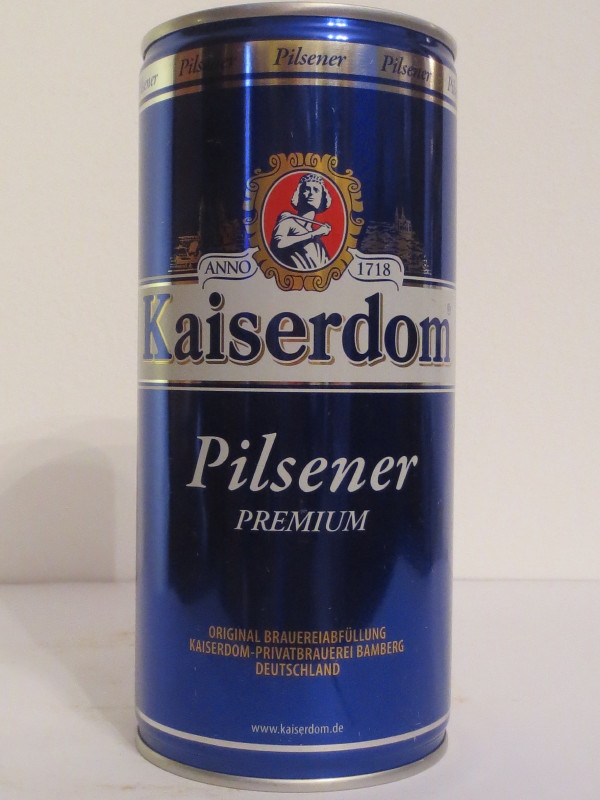 Pilsener Pilsener Pilsener
ANNO 1718
Kaiserdom®
Pilsener
PREMIUM
ORIGINAL BRAUEREIABFÜLLUNG
KAISERDOM-PRIVATBRAUEREI BAMBERG
DEUTSCHLAND
www.kaiserdom.de